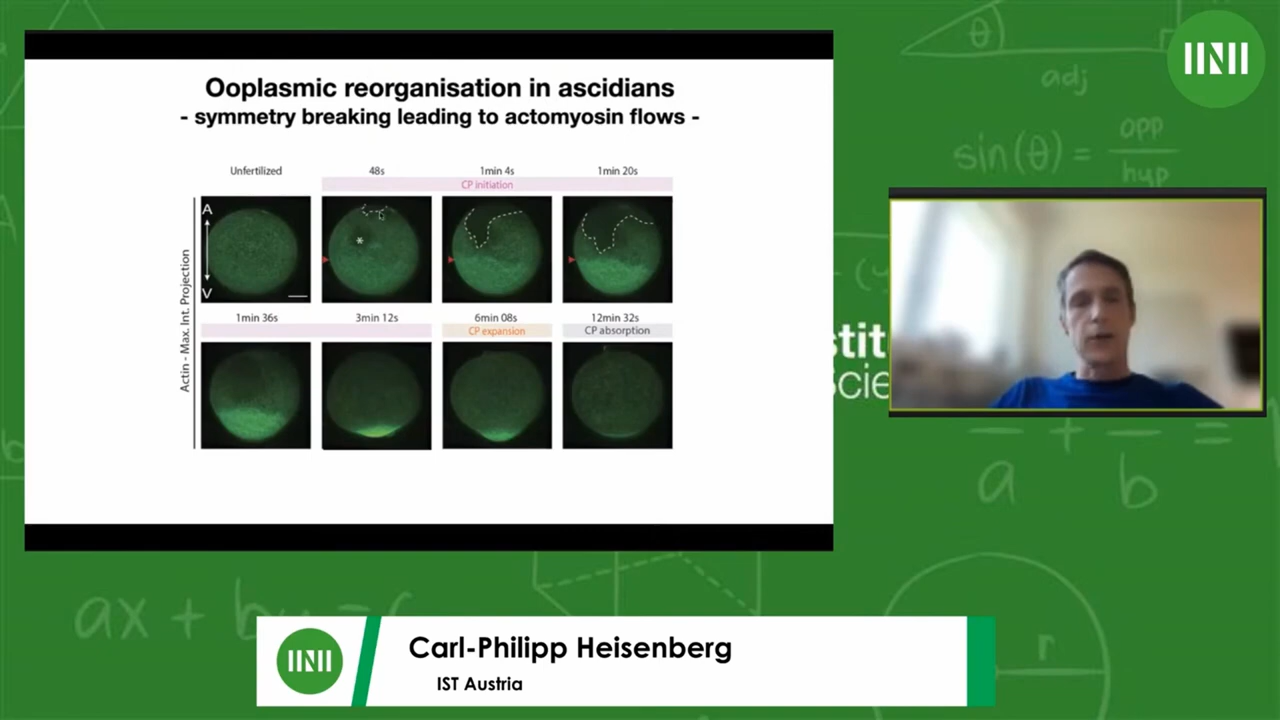 Ooplasmic reorganisation in ascidians
- symmetry breaking leading to actomyosin flows -
Unfertilized
48s
1min 4s
1min 20s
CP initiation
A
V
*
Actin - Max. Int. Projection
1min 36s
3min 12s
6min 08s
12min 32s
CP expansion
CP absorption
Carl-Philipp Heisenberg
IST Austria
θ
adj
sin(θ) = opp
hyp
stit
Scie
a + b =
ax + b
r